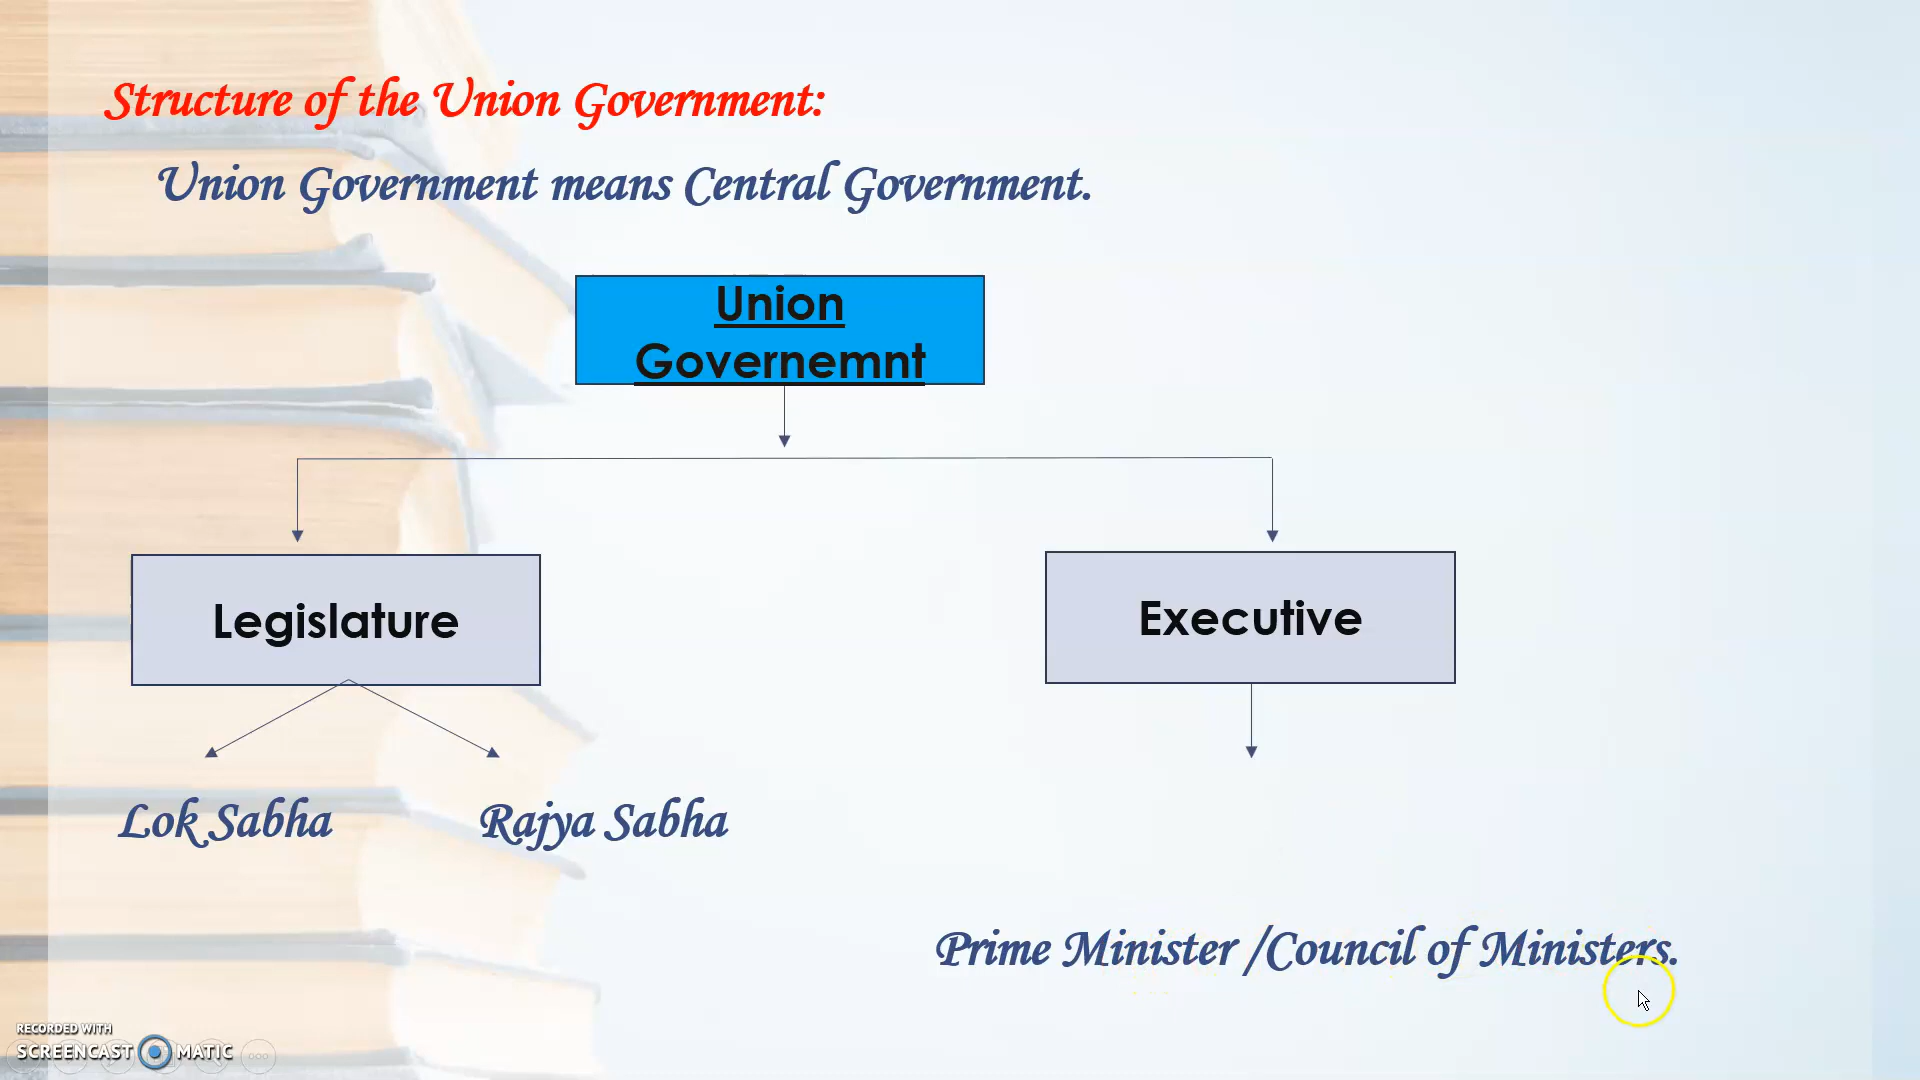 Structure of the Union Government:
Union Government means Central Government.
Union
Governemnt
Legislature
Executive
Lok Sabha
Rajya Sabha
Prime Minister /Council of Ministers.
RECORDED WITH
SCREENCAST MATIC